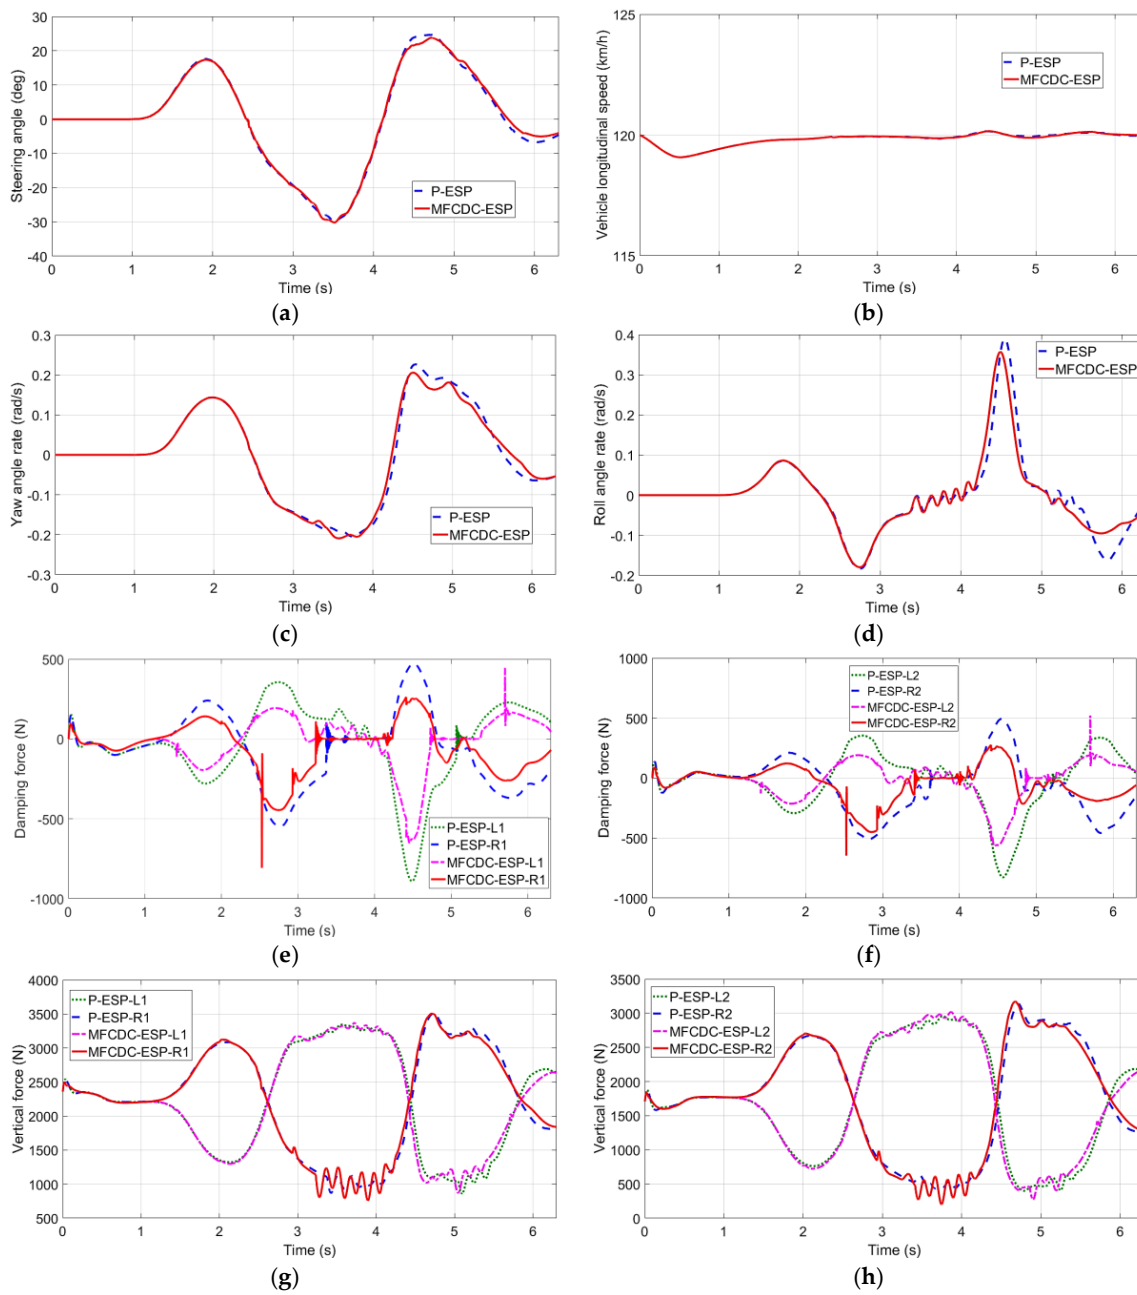 30
20
10
0
-10
-20
-30
-40
Steering angle (deg)
P-ESP
MFCDC-ESP
0 1 2 3 4 5 6
Time (s)
(a)
125
120
115
Vehicle longitudinal speed (km/h)
P-ESP
MFCDC-ESP
0 1 2 3 4 5 6
Time (s)
(b)
0.3
0.2
0.1
0
-0.1
-0.2
-0.3
Yaw angle rate (rad/s)
P-ESP
MFCDC-ESP
0 1 2 3 4 5 6
Time (s)
(c)
0.4
0.3
0.2
0.1
0
-0.1
-0.2
Roll angle rate (rad/s)
P-ESP
MFCDC-ESP
0 1 2 3 4 5 6
Time (s)
(d)
500
0
-500
-1000
Damping force (N)
P-ESP-L1
P-ESP-R1
MFCDC-ESP-L1
MFCDC-ESP-R1
0 1 2 3 4 5 6
Time (s)
(e)
1000
500
0
-500
-1000
Damping force (N)
P-ESP-L2
P-ESP-R2
MFCDC-ESP-L2
MFCDC-ESP-R2
0 1 2 3 4 5 6
Time (s)
(f)
4000
3500
3000
2500
2000
1500
1000
500
Vertical force (N)
P-ESP-L1
P-ESP-R1
MFCDC-ESP-L1
MFCDC-ESP-R1
0 1 2 3 4 5 6
Time (s)
(g)
3500
3000
2500
2000
1500
1000
500
0
Vertical force (N)
P-ESP-L2
P-ESP-R2
MFCDC-ESP-L2
MFCDC-ESP-R2
0 1 2 3 4 5 6
Time (s)
(h)